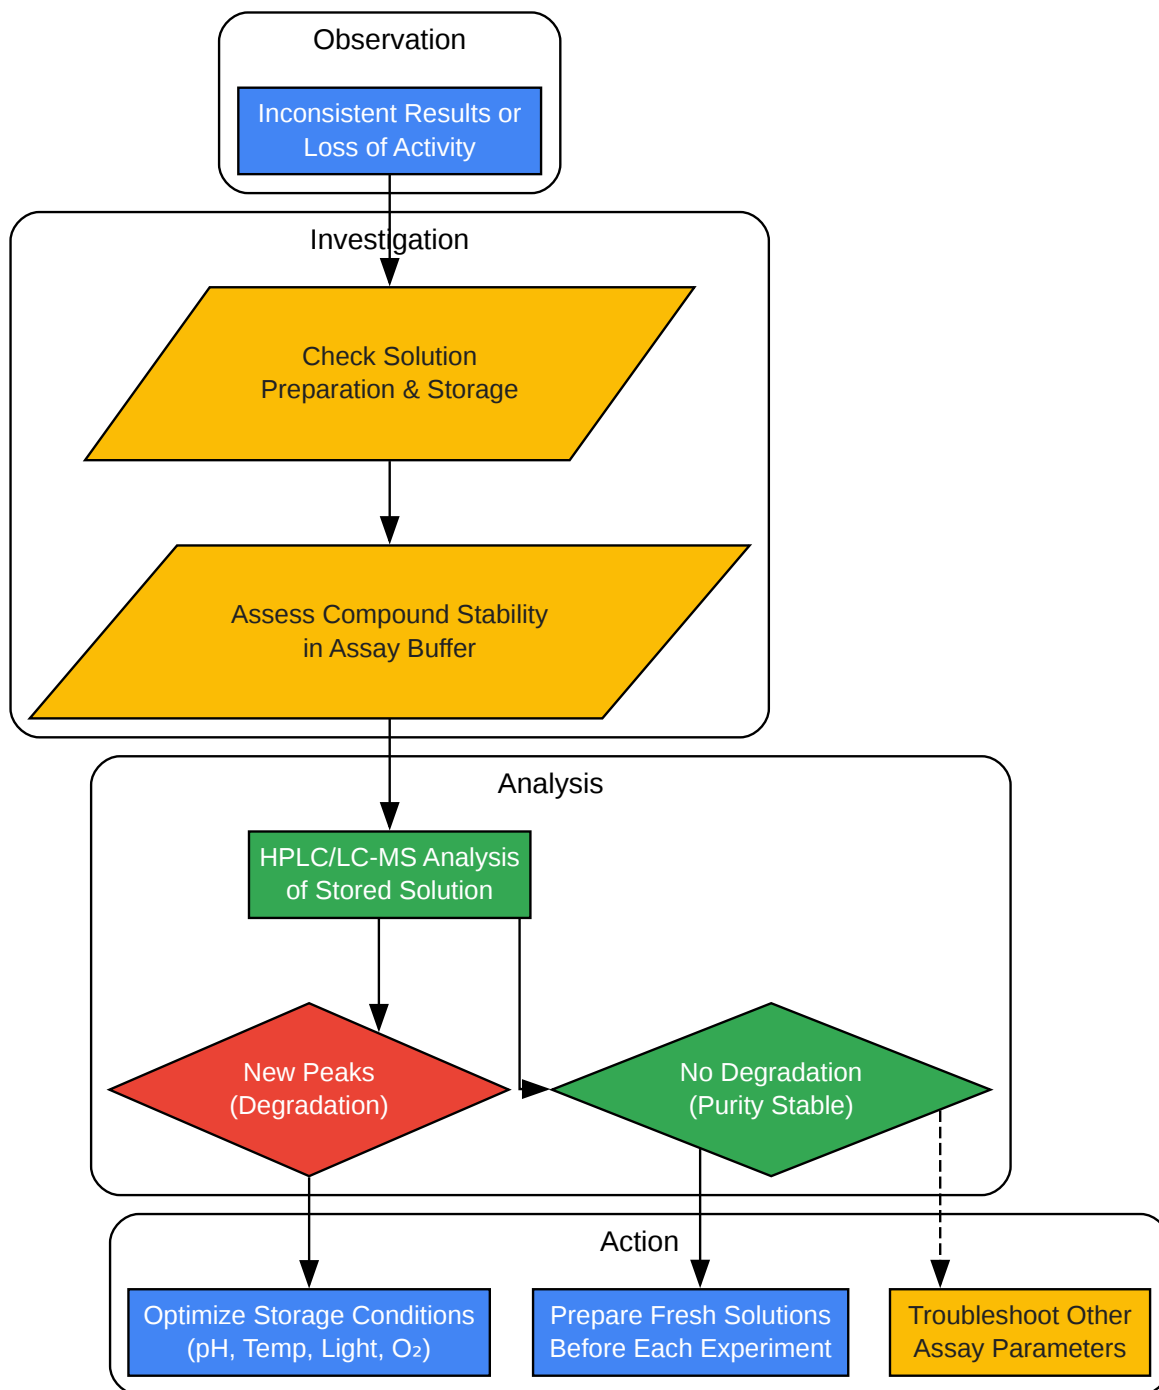 Observation
Inconsistent Results or
Loss of Activity
Investigation
Check Solution
Preparation & Storage
Assess Compound Stability
in Assay Buffer
Analysis
HPLC/LC-MS Analysis
of Stored Solution
New Peaks
(Degradation)
No Degradation
(Purity Stable)
Action
Optimize Storage Conditions
(pH, Temp, Light, O₂)
Prepare Fresh Solutions
Before Each Experiment
Troubleshoot Other
Assay Parameters